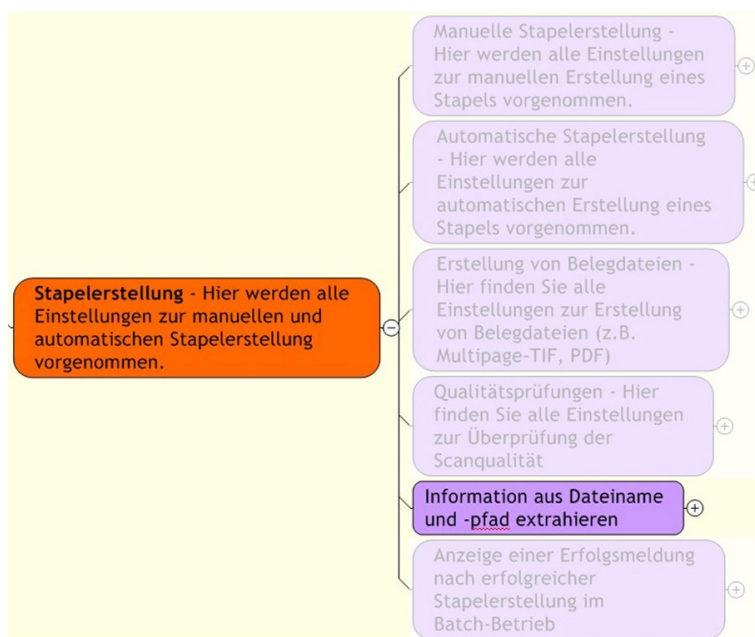 Manuelle Stapelerstellung -
Hier werden alle Einstellungen
zur manuellen Erstellung eines
Stapels vorgenommen.
Automatische Stapelerstellung
- Hier werden alle
Einstellungen zur
automatischen Erstellung eines
Stapels vorgenommen.
Erstellung von Belegdateien -
Hier finden Sie alle
Einstellungen zur Erstellung
von Belegdateien (z.B.
Multipage-TIF, PDF)
Stapelerstellung - Hier werden alle
Einstellungen zur manuellen und
automatischen Stapelerstellung
vorgenommen.
Qualitätsprüfungen - Hier
finden Sie alle Einstellungen
zur Überprüfung der
Scanqualität
Information aus Dateiname
und -pfad extrahieren
Anzeige einer Erfolgsmeldung
nach erfolgreicher
Stapelerstellung im
Batch-Betrieb